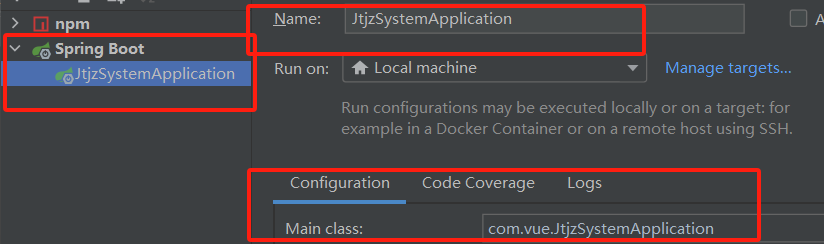 npm
Spring Boot
JtjzSystemApplication
Name: JtjzSystemApplication
Run on: Local machine Manage targets...
Run configurations may be executed locally or on a target: for
example in a Docker Container or on a remote host using SSH.
Configuration Code Coverage Logs
Main class: com.vue.JtjzSystemApplication